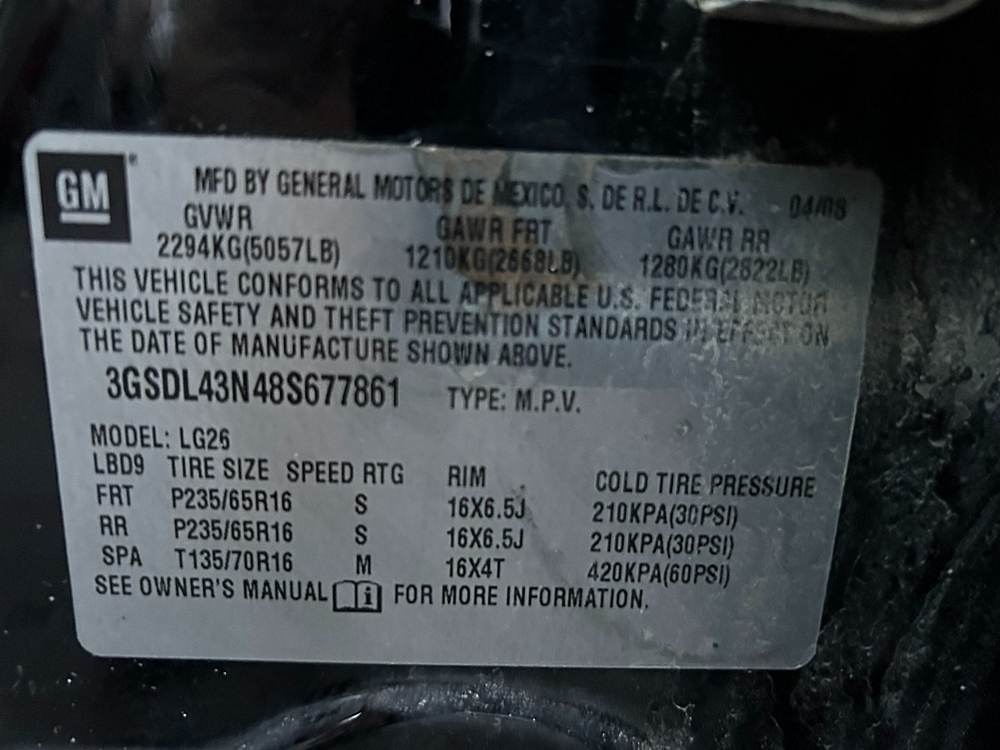 GM
MFD BY GENERAL MOTORS DE MEXICO, S. DE R.L. DE C.V. 04/08
GVWR GAWR FRT GAWR RR
2294KG(5057LB) 1210KG(2668LB) 1280KG(2822LB)
THIS VEHICLE CONFORMS TO ALL APPLICABLE U.S. FEDERAL MOTOR
VEHICLE SAFETY AND THEFT PREVENTION STANDARDS IN EFFECT ON
THE DATE OF MANUFACTURE SHOWN ABOVE.
3GSDL43N48S677861 TYPE: M.P.V.
MODEL: LG26
LBD9 TIRE SIZE SPEED RTG RIM COLD TIRE PRESSURE
FRT P235/65R16 S 16X6.5J 210KPA(30PSI)
RR P235/65R16 S 16X6.5J 210KPA(30PSI)
SPA T135/70R16 M 16X4T 420KPA(60PSI)
SEE OWNER'S MANUAL i FOR MORE INFORMATION.